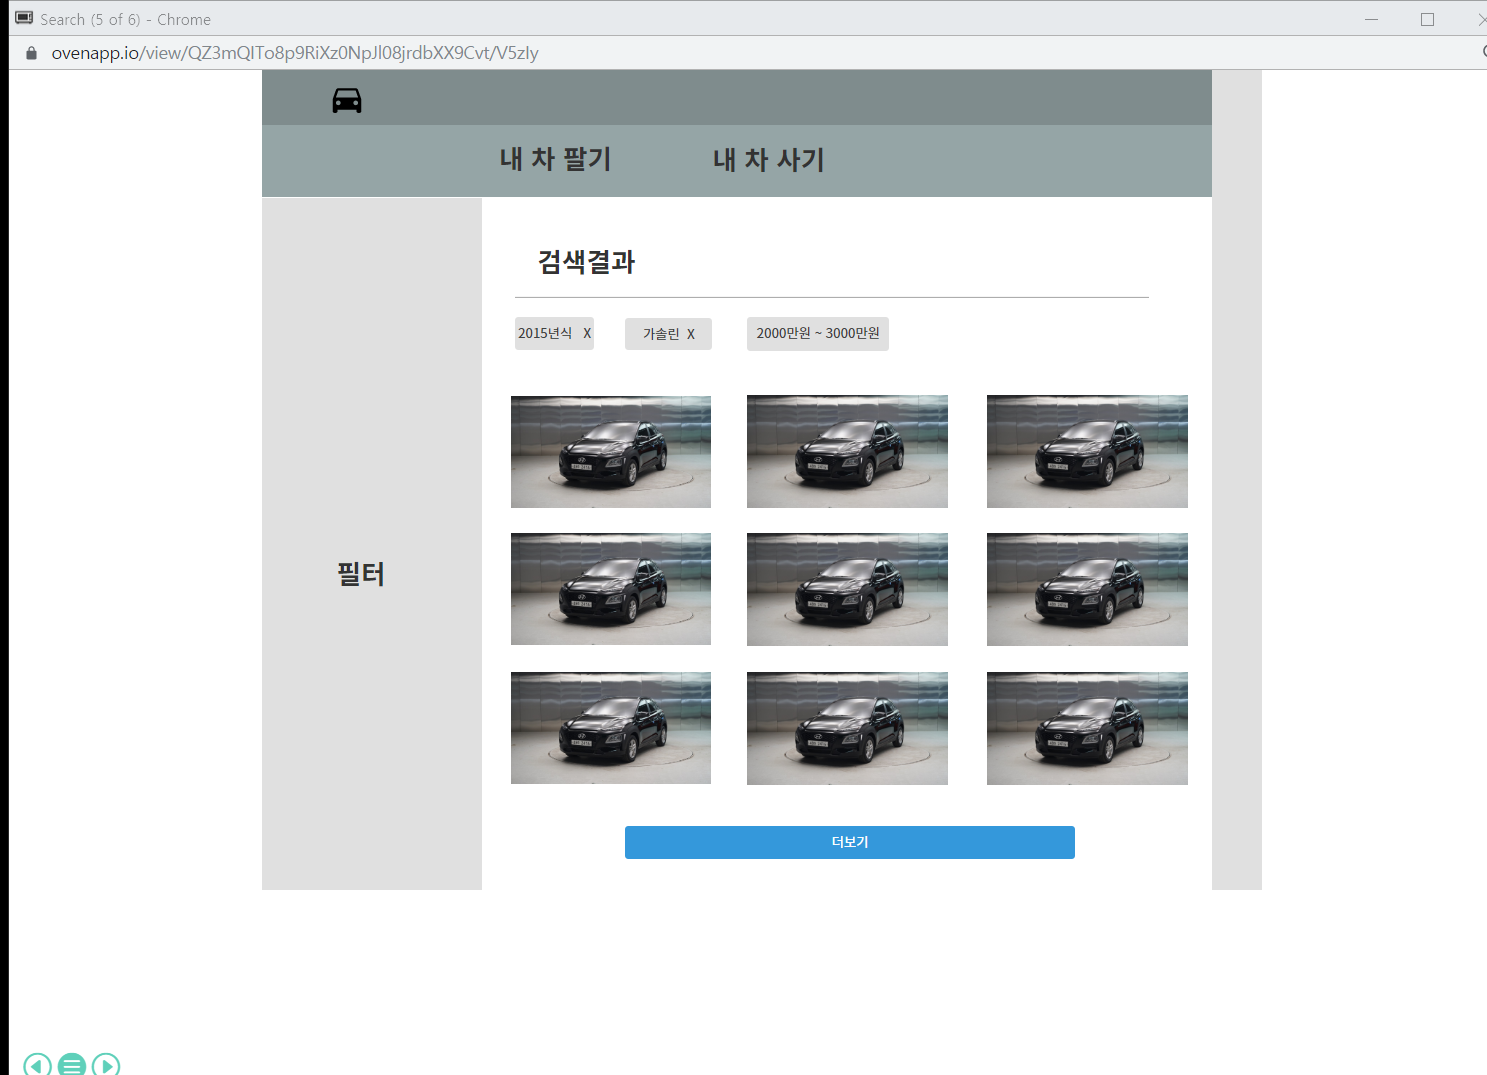 Search (5 of 6) - Chrome
ovenapp.io/view/QZ3mQITo8p9RiXz0NpJl08jrdbXX9Cvt/V5zIy
내 차 팔기 내 차 사기
검색결과
2015년식 X 가솔린 X 2000만원 ~ 3000만원
필터
더보기